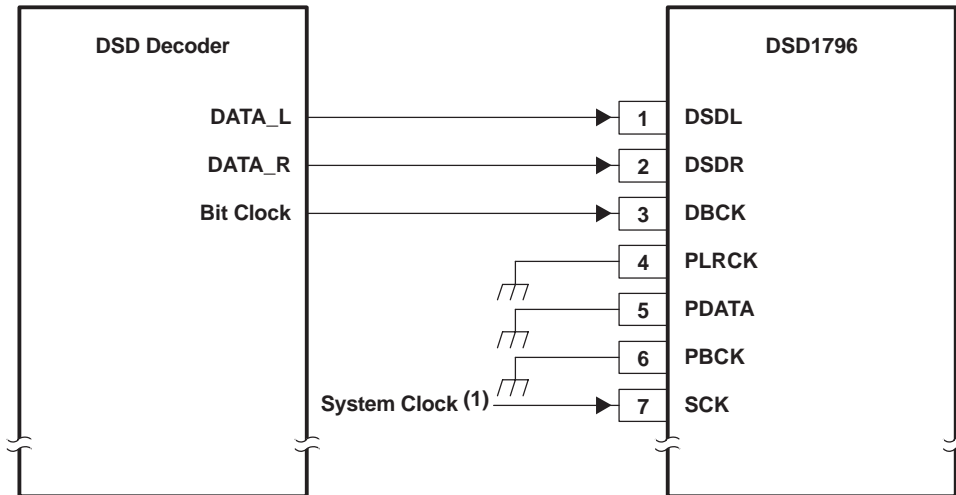 DSD Decoder
DSD1796
DATA_L
1
DSDL
DATA_R
2
DSDR
Bit Clock
3
DBCK
4
PLRCK
5
PDATA
6
PBCK
System Clock (1)
7
SCK